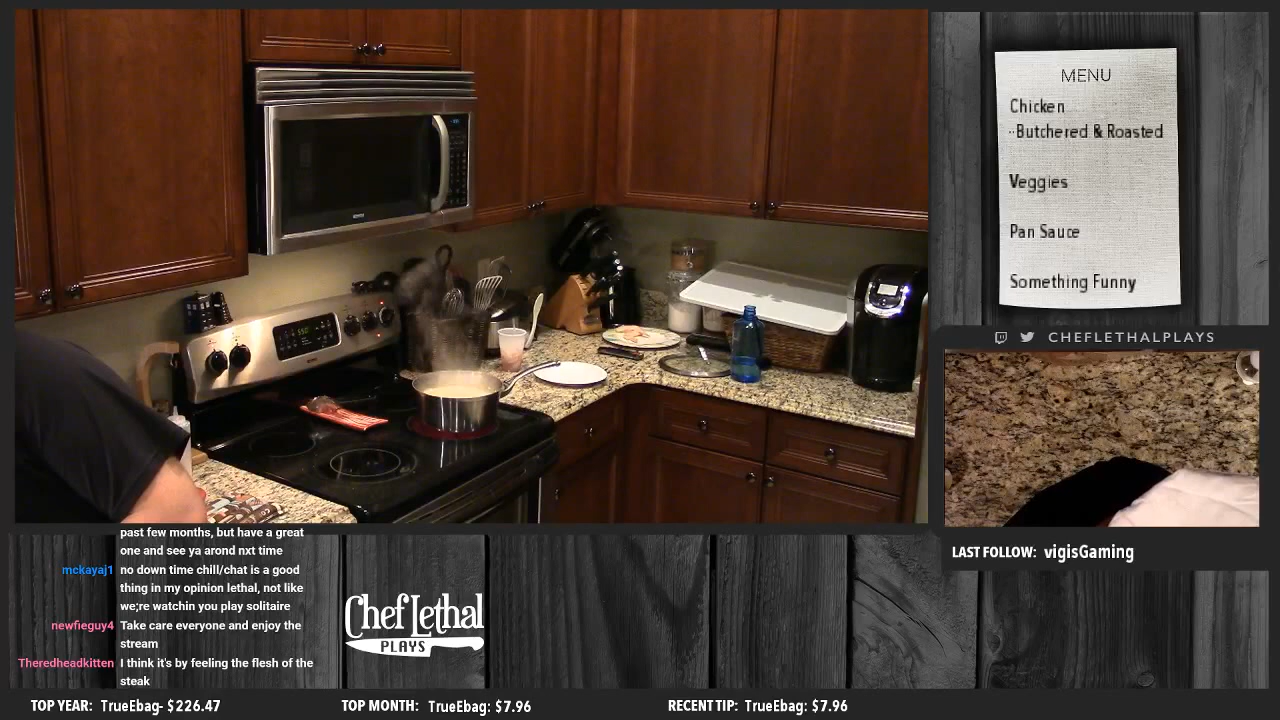 MENU
Chicken
--Butchered & Roasted
Veggies
Pan Sauce
Something Funny
CHEFLETHALPLAYS
LAST FOLLOW: vigisGaming
past few months, but have a great
one and see ya arond nxt time
mckayaj1 no down time chill/chat is a good
thing in my opinion lethal, not like
we;re watchin you play solitaire
newfieguy4 Take care everyone and enjoy the
stream
Theredheadkitten I think it's by feeling the flesh of the
steak
Chef Lethal
PLAYS
TOP YEAR: TrueEbag- $226.47
TOP MONTH: TrueEbag: $7.96
RECENT TIP: TrueEbag: $7.96